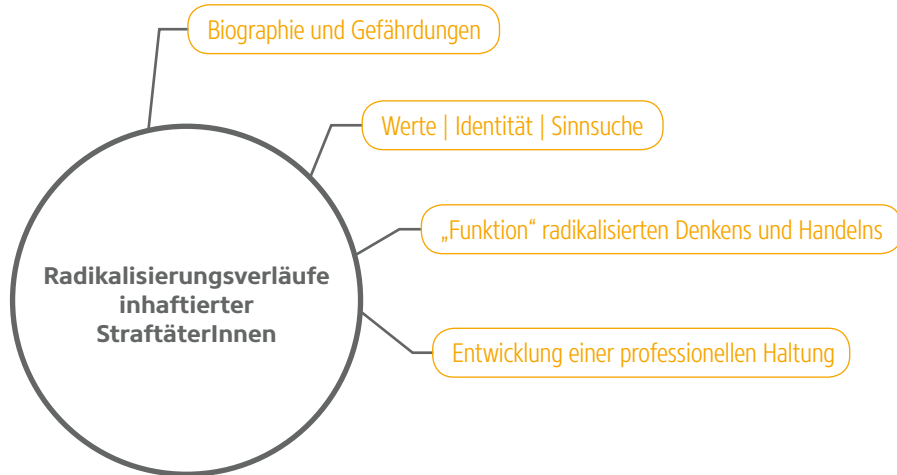 Biographie und Gefährdungen
Werte | Identität | Sinnsuche
„Funktion“ radikalisierten Denkens und Handelns
Radikalisierungsverläufe
inhaftierter
StraftäterInnen
Entwicklung einer professionellen Haltung